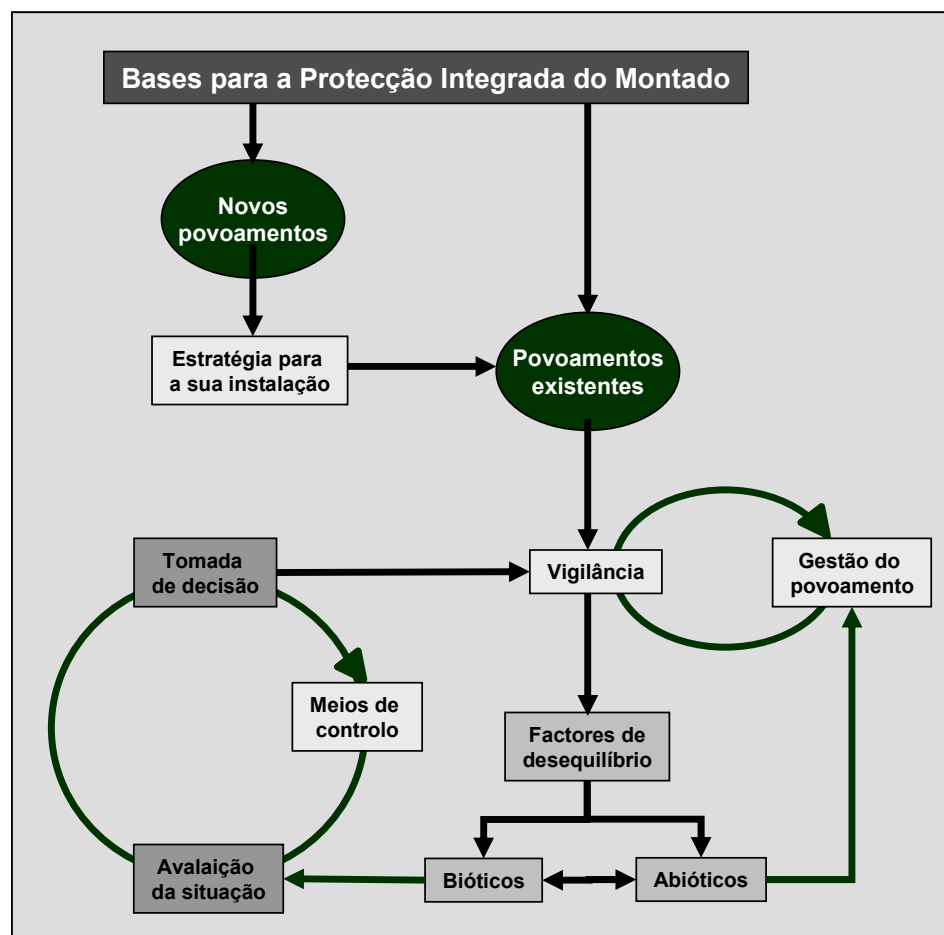 Bases para a Protecção Integrada do Montado
Novos
povoamentos
Estratégia para
a sua instalação
Povoamentos
existentes
Tomada
de decisão
Vigilância
Gestão do
povoamento
Meios de
controlo
Factores de
desequilíbrio
Avalaição
da situação
Bióticos
Abióticos